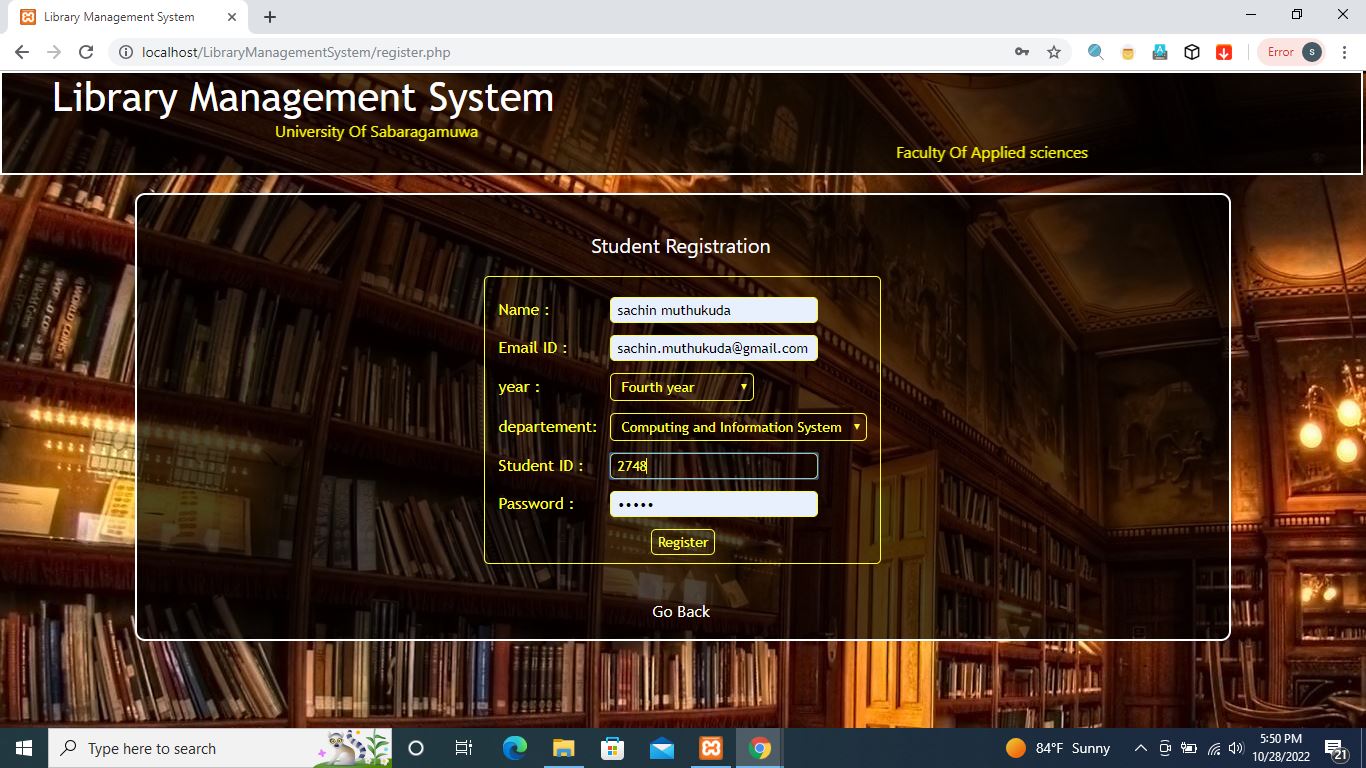 Library Management System
localhost/LibraryManagementSystem/register.php
Error
s
Library Management System
University Of Sabaragamuwa
Faculty Of Applied sciences
Student Registration
Name :
sachin muthukuda
Email ID :
sachin.muthukuda@gmail.com
year :
Fourth year
departement:
Computing and Information System
Student ID :
2748
Password :
•••••
Register
Go Back
Type here to search
84°F Sunny
5:50 PM
10/28/2022
21